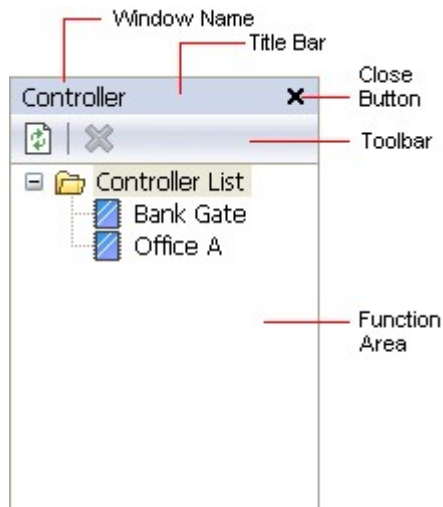 Window Name
Title Bar
Close
Button
Controller
Toolbar
Controller List
Bank Gate
Office A
Function
Area